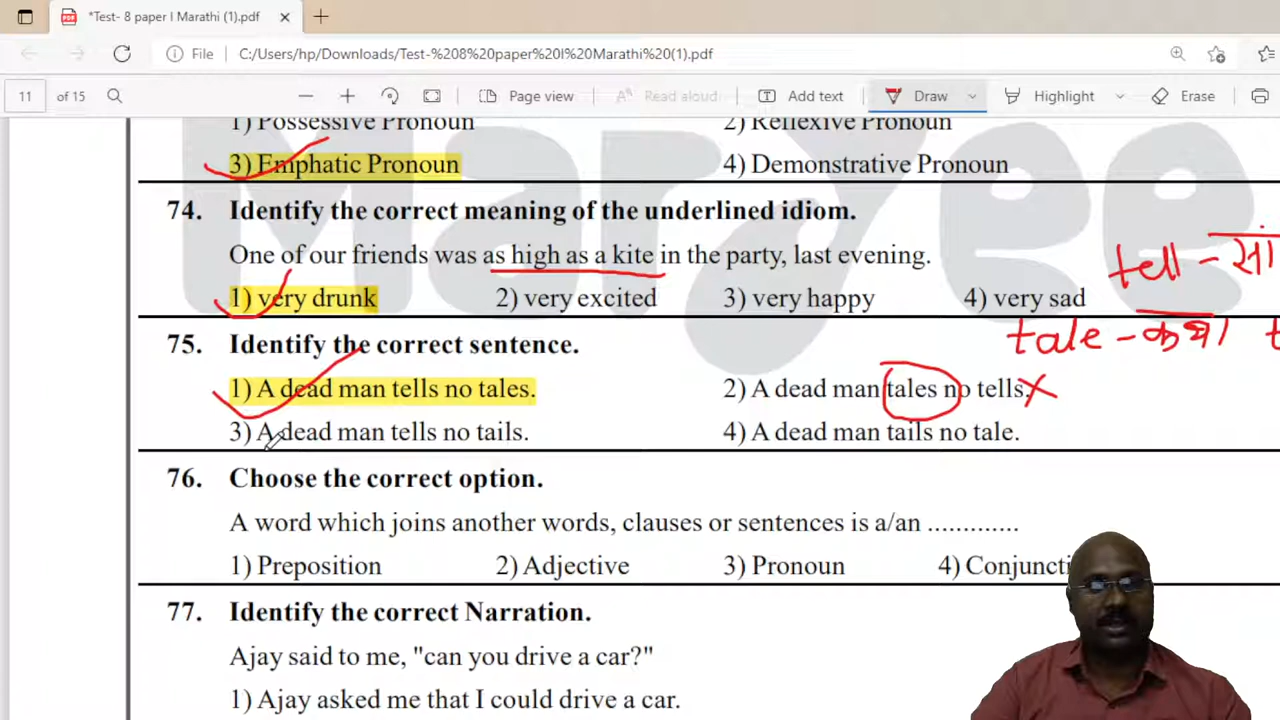 *Test- 8 paper I Marathi (1).pdf
File C:/Users/hp/Downloads/Test-%208%20paper%20I%20Marathi%20(1).pdf
11 of 15 Page view Read aloud Add text Draw Highlight Erase
1) Possessive Pronoun 2) Reflexive Pronoun
3) Emphatic Pronoun 4) Demonstrative Pronoun
74. Identify the correct meaning of the underlined idiom.
One of our friends was as high as a kite in the party, last evening.
tell -
1) very drunk 2) very excited 3) very happy 4) very sad
75. Identify the correct sentence.
tale -
1) A dead man tells no tales. 2) A dead man tales no tells.
3) A dead man tells no tails. 4) A dead man tails no tale.
76. Choose the correct option.
A word which joins another words, clauses or sentences is a/an .............
1) Preposition 2) Adjective 3) Pronoun 4) Conjuncti
77. Identify the correct Narration.
Ajay said to me, "can you drive a car?"
1) Ajay asked me that I could drive a car.
Maryee